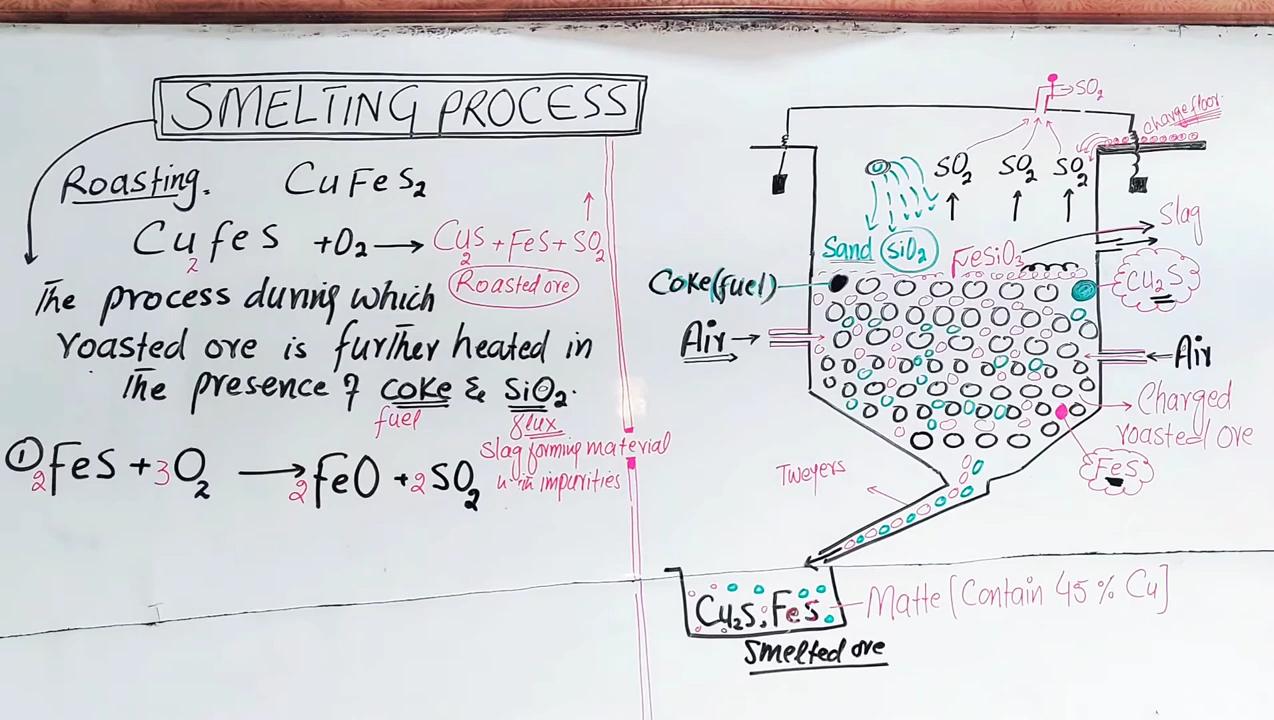 SMELTING PROCESS
Roasting. CuFeS2
Cu2feS +O2 → Cu2S + FeS + SO2
Roasted ore
The process during which
roasted ore is further heated in
the presence of coke & SiO2.
fuel flux
Slag forming material
impurities
① 2FeS + 3O2 → 2FeO + 2SO2
SO2
Charge floor
SO2 SO2 SO2
Slag
Sand SiO2 FeSiO3
Coke(fuel)
Cu2S
Air → ← Air
Charged
roasted ore
FeS
Tweyers
Cu2S, FeS Matte [Contain 45% Cu]
Smelted ore